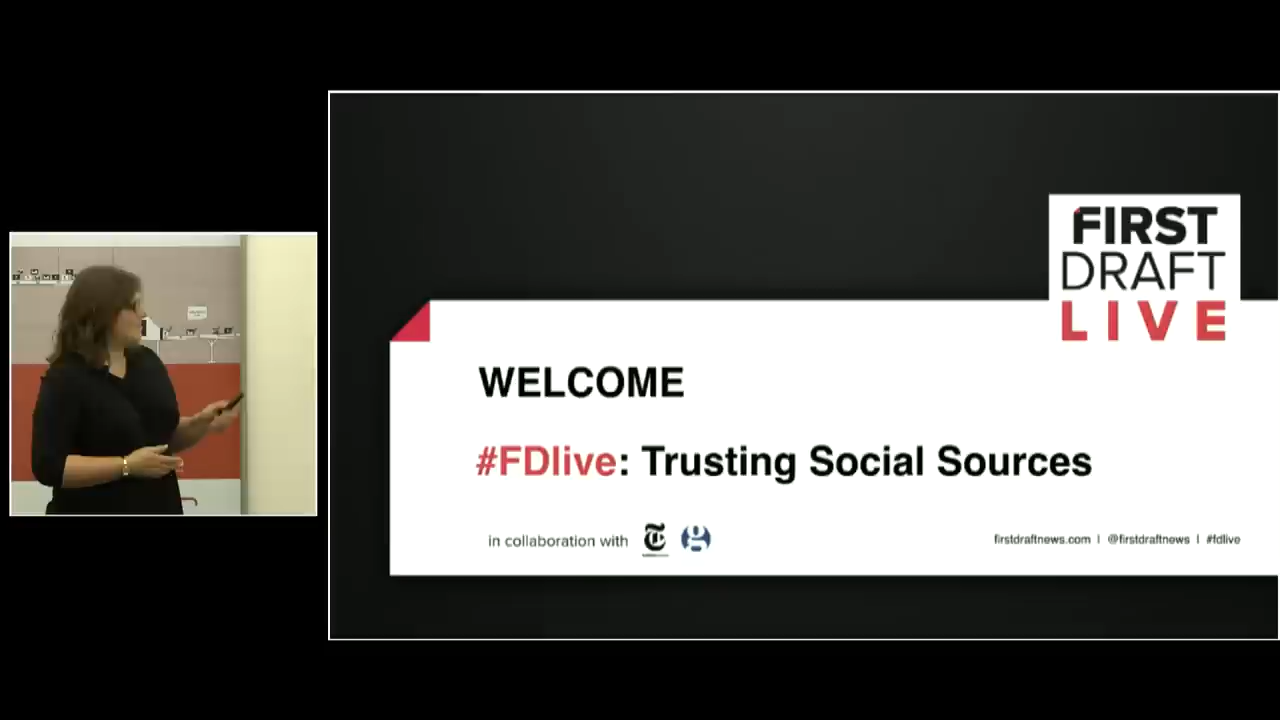 FIRST
DRAFT
LIVE
WELCOME
#FDlive: Trusting Social Sources
in collaboration with
firstdraftnews.com | @firstdraftnews | #fdlive